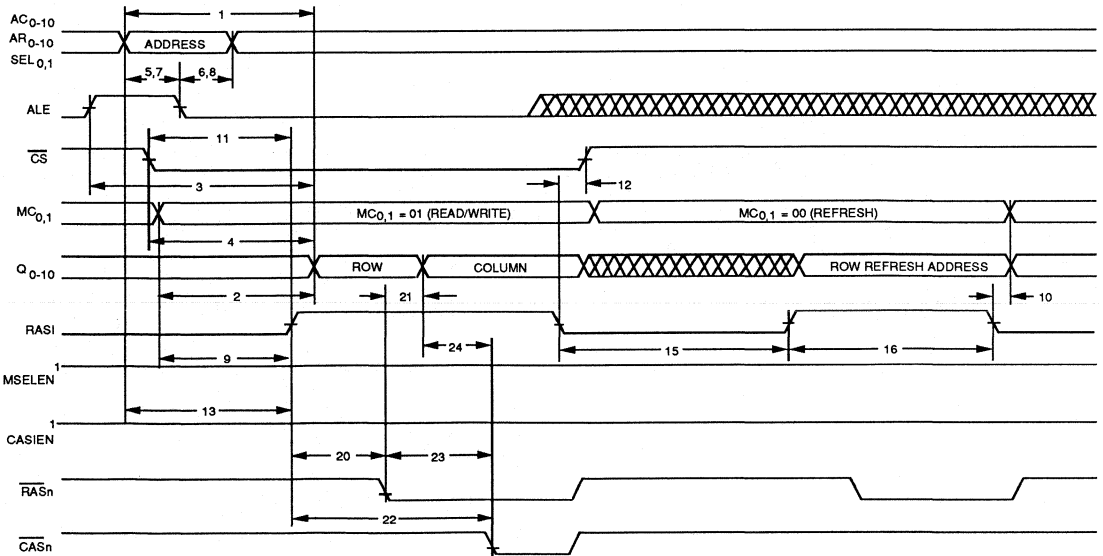 AC0-10
1
AR0-10
ADDRESS
SEL0,1
5,7
6,8
ALE
11
CS
3
12
MC0,1
MC0,1 = 01 (READ/WRITE)
MC0,1 = 00 (REFRESH)
4
Q0-10
ROW
COLUMN
ROW REFRESH ADDRESS
2
21
10
RASI
24
9
15
16
1
MSELEN
13
1
CASIEN
20
23
RASn
22
CASn